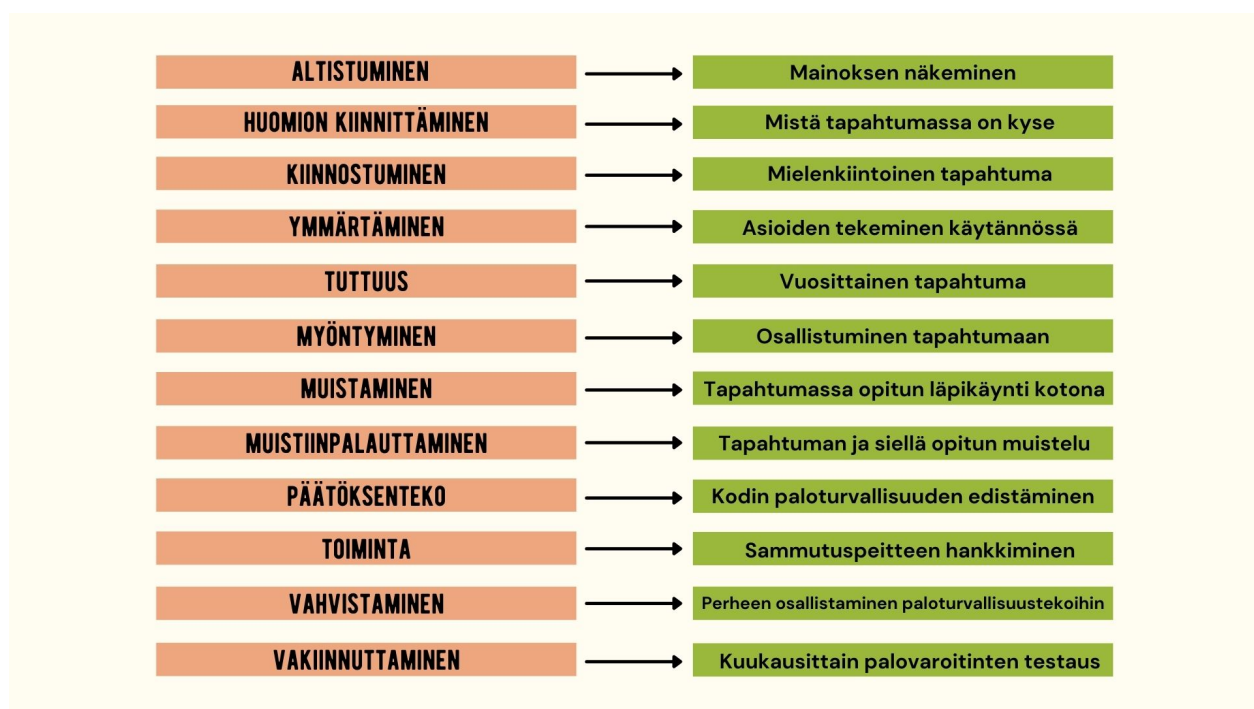 ALTISTUMINEN
Mainoksen näkeminen
HUOMION KIINNITTÄMINEN
Mistä tapahtumassa on kyse
KIINNOSTUMINEN
Mielenkiintoinen tapahtuma
YMMÄRTÄMINEN
Asioiden tekeminen käytännössä
TUTTUUS
Vuosittainen tapahtuma
MYÖNTYMINEN
Osallistuminen tapahtumaan
MUISTAMINEN
Tapahtumassa opitun läpikäynti kotona
MUISTIINPALAUTTAMINEN
Tapahtuman ja siellä opitun muistelu
PÄÄTÖKSENTEKO
Kodin paloturvallisuuden edistäminen
TOIMINTA
Sammutuspeitteen hankkiminen
VAHVISTAMINEN
Perheen osallistaminen paloturvallisuustekoihin
VAKIINNUTTAMINEN
Kuukausittain palovaroitinten testaus